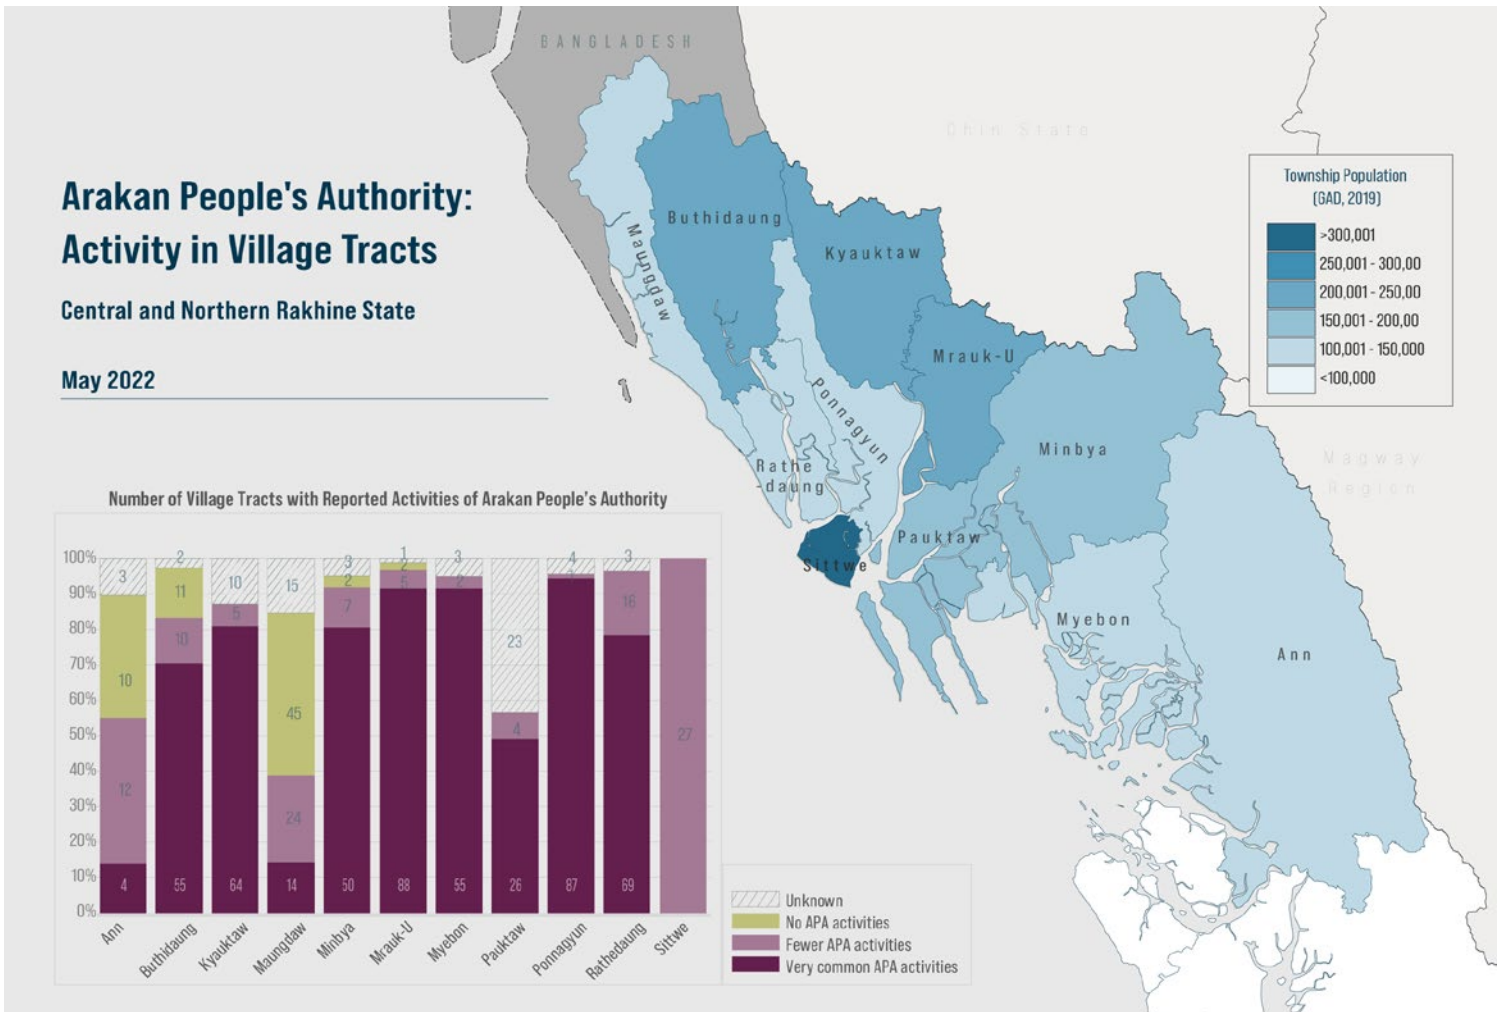 BANGLADESH
Chin State
Arakan People's Authority:
Activity in Village Tracts
Central and Northern Rakhine State
May 2022
Township Population
(GAD, 2019)
>300,001
250,001 - 300,00
200,001 - 250,00
150,001 - 200,00
100,001 - 150,000
<100,000
Maungdaw
Buthidaung
Kyauktaw
Mrauk-U
Ponnagyun
Minbya
Rathe
-daung
Pauktaw
Sittwe
Myebon
Ann
Magway
Region
Number of Village Tracts with Reported Activities of Arakan People's Authority
100%
90%
80%
70%
60%
50%
40%
30%
20%
10%
0%
3
10
12
4
2
11
10
55
10
5
64
15
45
24
14
3
2
7
50
1
2
5
88
3
2
55
23
4
26
4
1
87
3
16
69
27
Ann
Buthidaung
Kyauktaw
Maungdaw
Minbya
Mrauk-U
Myebon
Pauktaw
Ponnagyun
Rathedaung
Sittwe
Unknown
No APA activities
Fewer APA activities
Very common APA activities